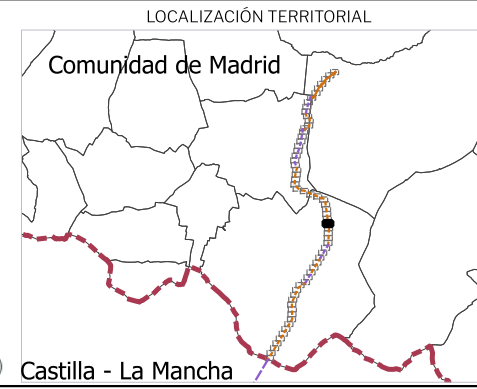 LOCALIZACIÓN TERRITORIAL
Comunidad de Madrid
Castilla - La Mancha